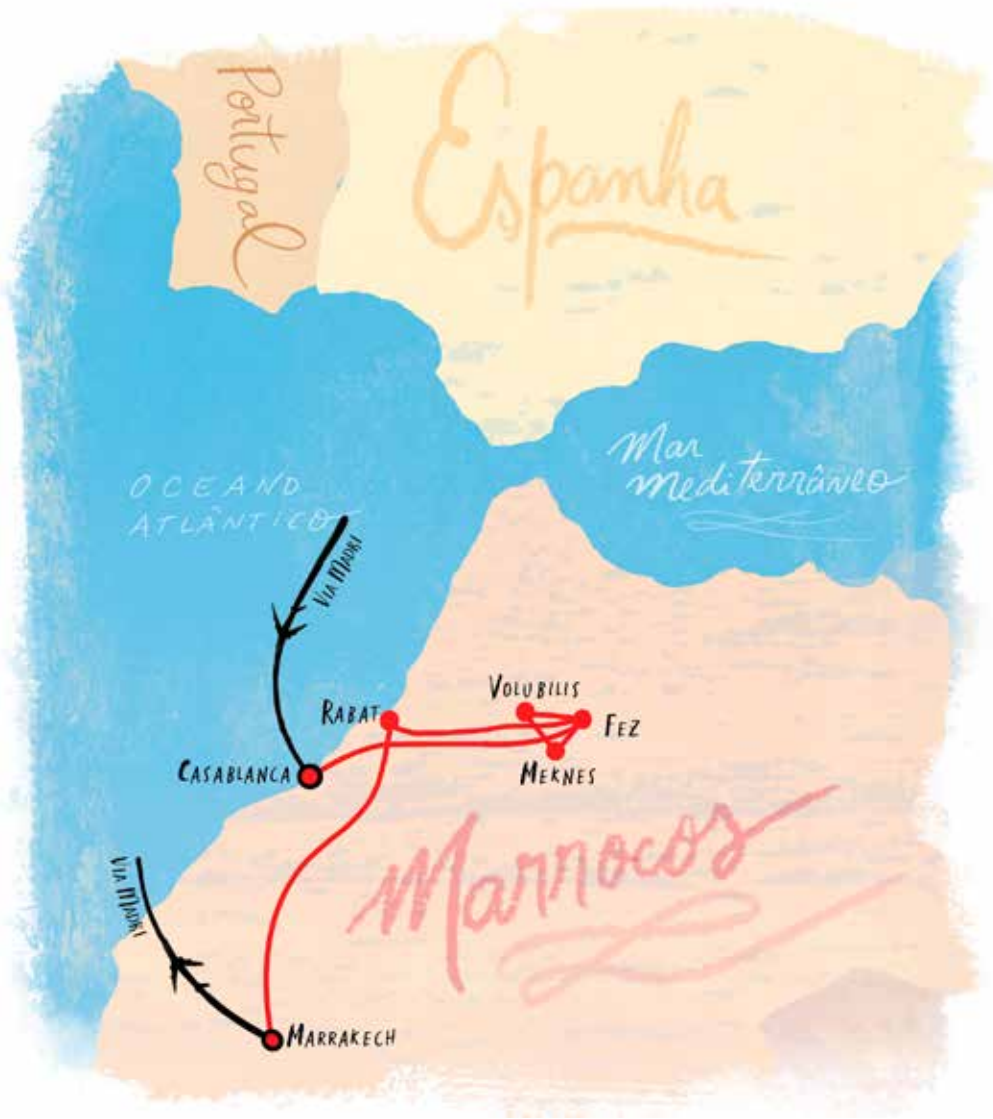 Portugal
Espanha
Mar
Mediterrâneo
OCEANO
ATLÂNTICO
VIA MADRI
VOLUBILIS
RABAT
FEZ
CASABLANCA
MEKNES
Marrocos
VIA MADRI
MARRAKECH